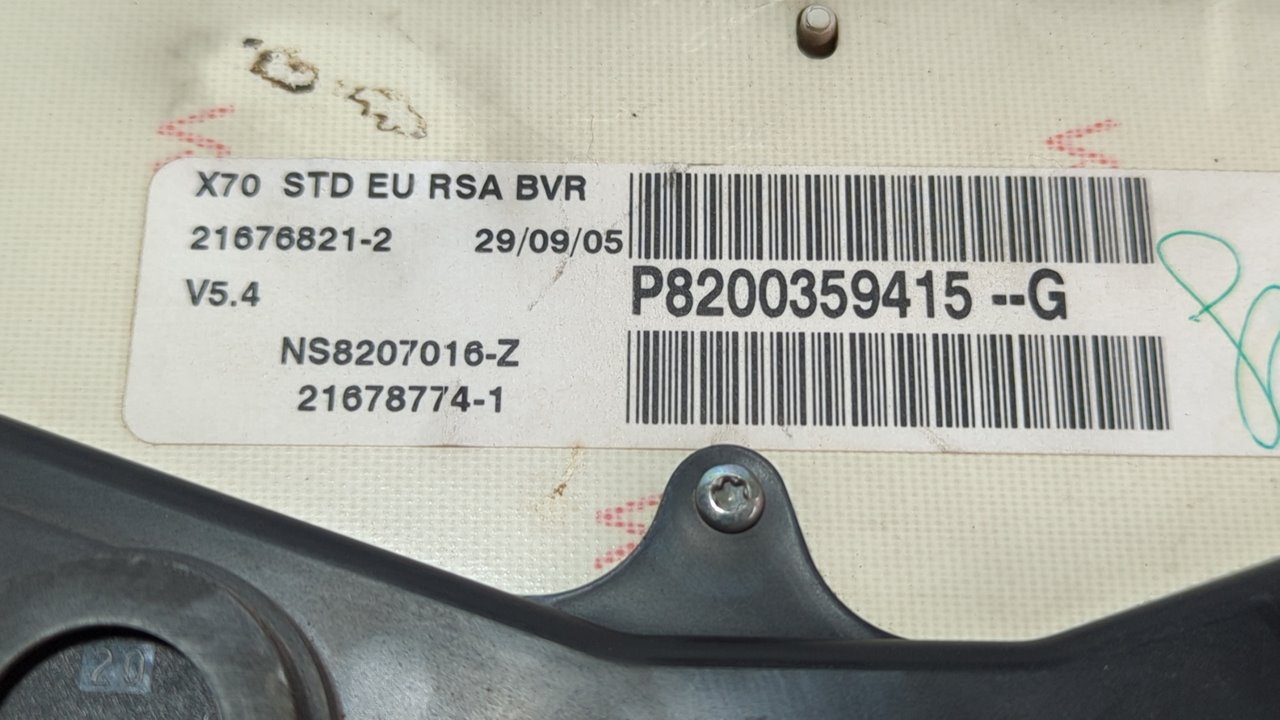 X70 STD EU RSA BVR
21676821-2 29/09/05
V5.4
P8200359415 --G
NS8207016-Z
21678774-1
20